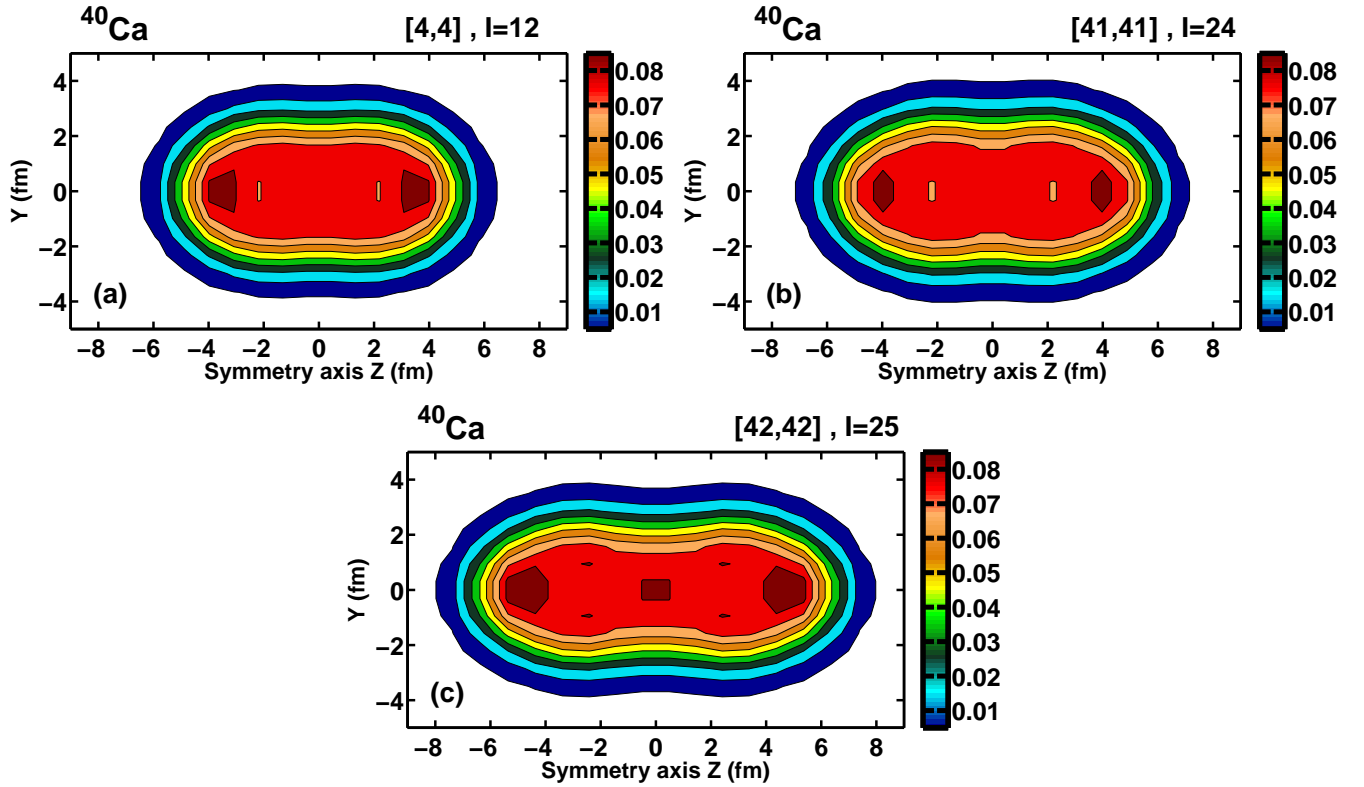 ⁴⁰Ca [4,4] , I=12
4
2
0
−2
−4
Y (fm)
(a)
−8 −6 −4 −2 0 2 4 6 8
Symmetry axis Z (fm)
0.08
0.07
0.06
0.05
0.04
0.03
0.02
0.01
⁴⁰Ca [41,41] , I=24
4
2
0
−2
−4
Y (fm)
(b)
−8 −6 −4 −2 0 2 4 6 8
Symmetry axis Z (fm)
0.08
0.07
0.06
0.05
0.04
0.03
0.02
0.01
⁴⁰Ca [42,42] , I=25
4
2
0
−2
−4
Y (fm)
(c)
−8 −6 −4 −2 0 2 4 6 8
Symmetry axis Z (fm)
0.08
0.07
0.06
0.05
0.04
0.03
0.02
0.01